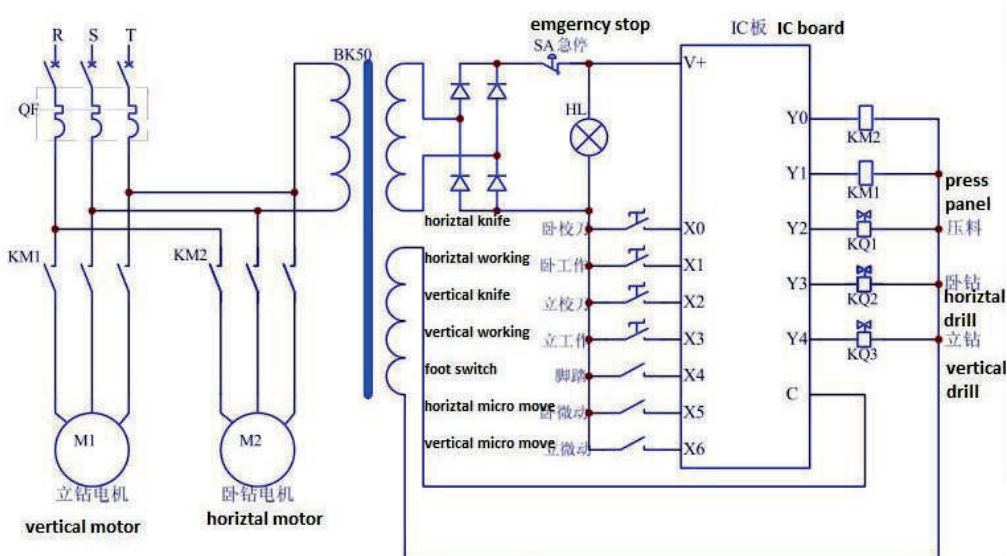 emgerncy stop
R S T
BK50
SA 急停
IC板 IC board
V+
QF
HL
Y0
KM2
Y1
KM1
press panel
horiztal knife
卧校刀
X0
Y2
KQ1
压料
KM1
KM2
horiztal working
卧工作
X1
Y3
KQ2
卧钻
horiztal drill
vertical knife
立校刀
X2
vertical working
立工作
X3
Y4
KQ3
立钻
vertical drill
foot switch
脚踏
X4
C
horiztal micro move
卧微动
X5
vertical micro move
立微动
X6
M1
M2
立钻电机
卧钻电机
vertical motor
horiztal motor